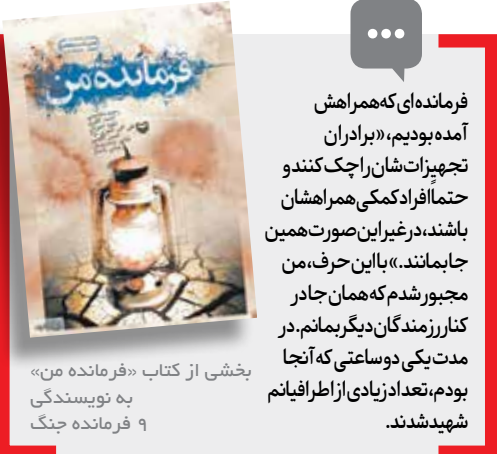 فرمانده من
فرمانده‌ای که همراهش
آمده بودیم، «برادران
تجهیزات‌شان را چک کنند و
حتماً افراد کمکی همراهشان
باشند، در غیر این صورت همین
جا بمانند.» با این حرف، من
مجبور شدم که همان جا در
کنار رزمندگان دیگر بمانم. در
مدت یکی دو ساعتی که آنجا
بودم، تعداد زیادی از اطرافیانم
شهید شدند.
بخشی از کتاب «فرمانده من»
به نویسندگی
۹ فرمانده جنگ